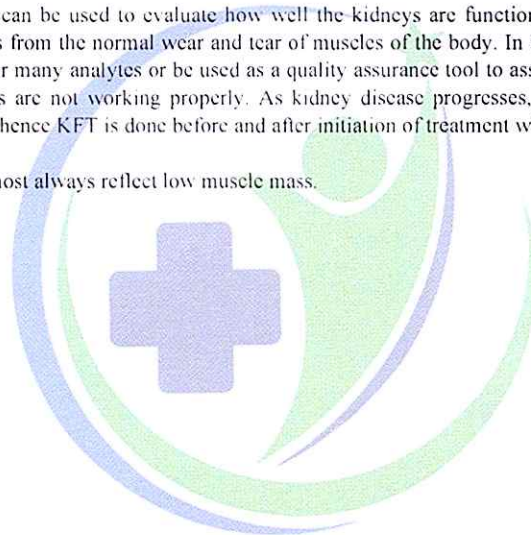 can be used to evaluate how well the kidneys are function
s from the normal wear and tear of muscles of the body. In
r many analytes or be used as a quality assurance tool to ass
s are not working properly. As kidney disease progresses,
hence KFT is done before and after initiation of treatment w
nost always reflect low muscle mass.